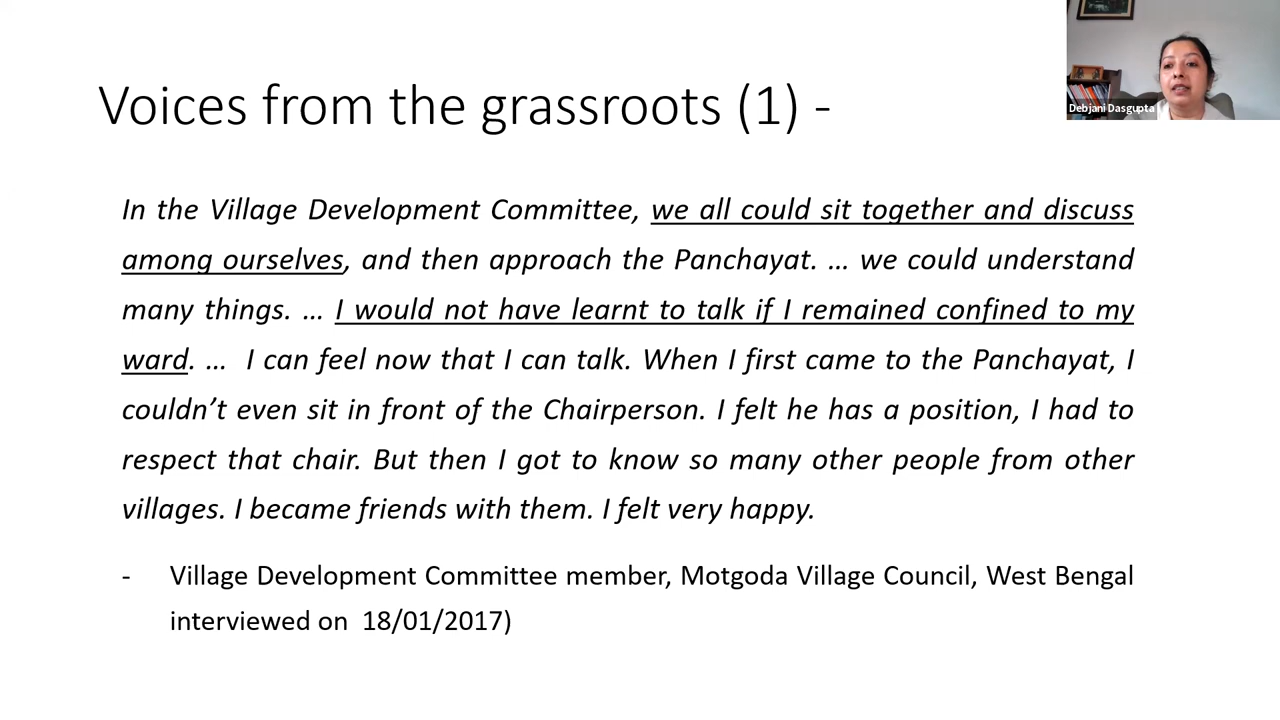 Voices from the grassroots (1) -
Debjani Dasgupta
In the Village Development Committee, we all could sit together and discuss
among ourselves, and then approach the Panchayat. … we could understand
many things. … I would not have learnt to talk if I remained confined to my
ward. … I can feel now that I can talk. When I first came to the Panchayat, I
couldn’t even sit in front of the Chairperson. I felt he has a position, I had to
respect that chair. But then I got to know so many other people from other
villages. I became friends with them. I felt very happy.
- Village Development Committee member, Motgoda Village Council, West Bengal
interviewed on 18/01/2017)